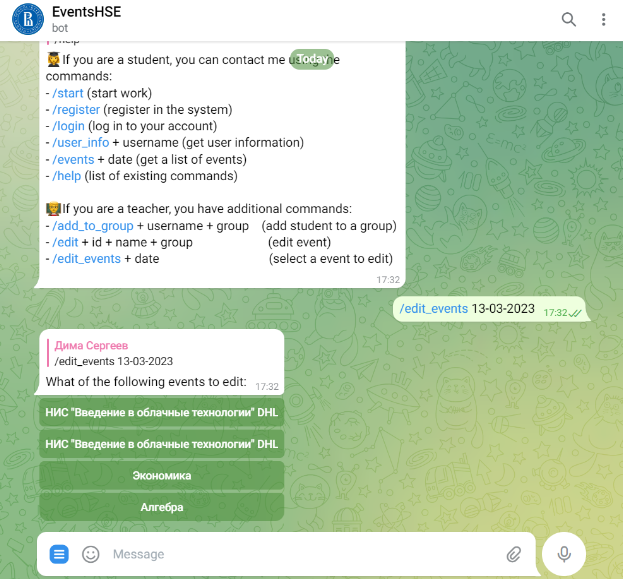 EventsHSE
bot
/help
Today
If you are a student, you can contact me using the
commands:
- /start (start work)
- /register (register in the system)
- /login (log in to your account)
- /user_info + username (get user information)
- /events + date (get a list of events)
- /help (list of existing commands)
If you are a teacher, you have additional commands:
- /add_to_group + username + group (add student to a group)
- /edit + id + name + group (edit event)
- /edit_events + date (select a event to edit)
17:32
/edit_events 13-03-2023 17:32
Дима Сергеев
/edit_events 13-03-2023
What of the following events to edit: 17:32
НИС "Введение в облачные технологии" DHL
НИС "Введение в облачные технологии" DHL
Экономика
Алгебра
Message